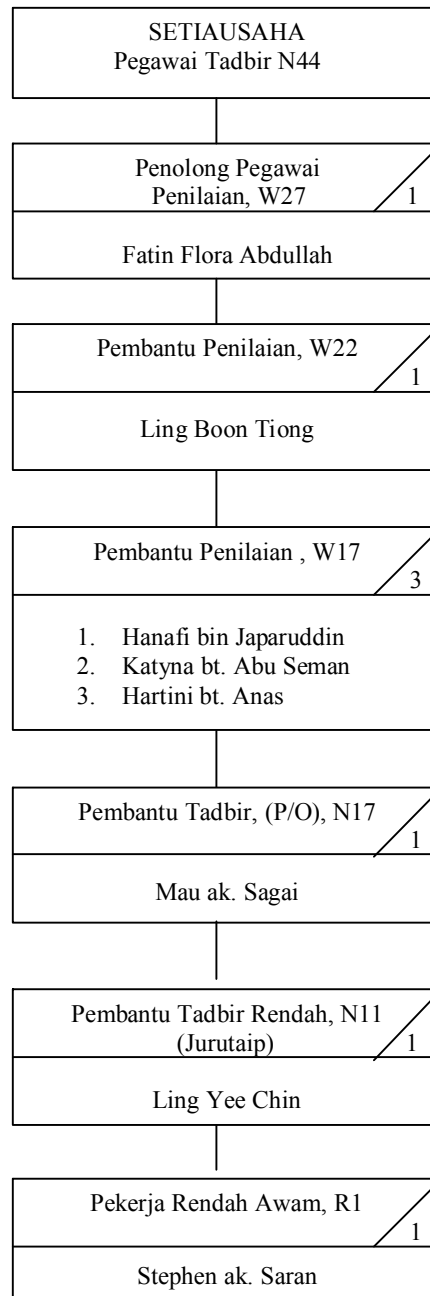 SETIAUSAHA
Pegawai Tadbir N44
Penolong Pegawai
Penilaian, W27
1
Fatin Flora Abdullah
Pembantu Penilaian, W22
1
Ling Boon Tiong
Pembantu Penilaian , W17
3
1. Hanafi bin Japaruddin
2. Katyna bt. Abu Seman
3. Hartini bt. Anas
Pembantu Tadbir, (P/O), N17
1
Mau ak. Sagai
Pembantu Tadbir Rendah, N11
(Jurutaip)
1
Ling Yee Chin
Pekerja Rendah Awam, R1
1
Stephen ak. Saran